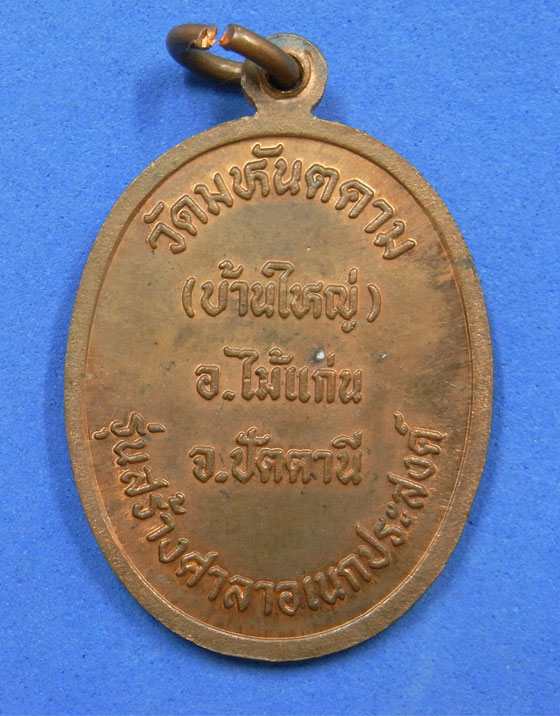 วัดมหันตคาม
(บ้านใหญ่)
อ.ไม้แก่น
จ.ปัตตานี
รุ่นสร้างศาลาอเนกประสงค์